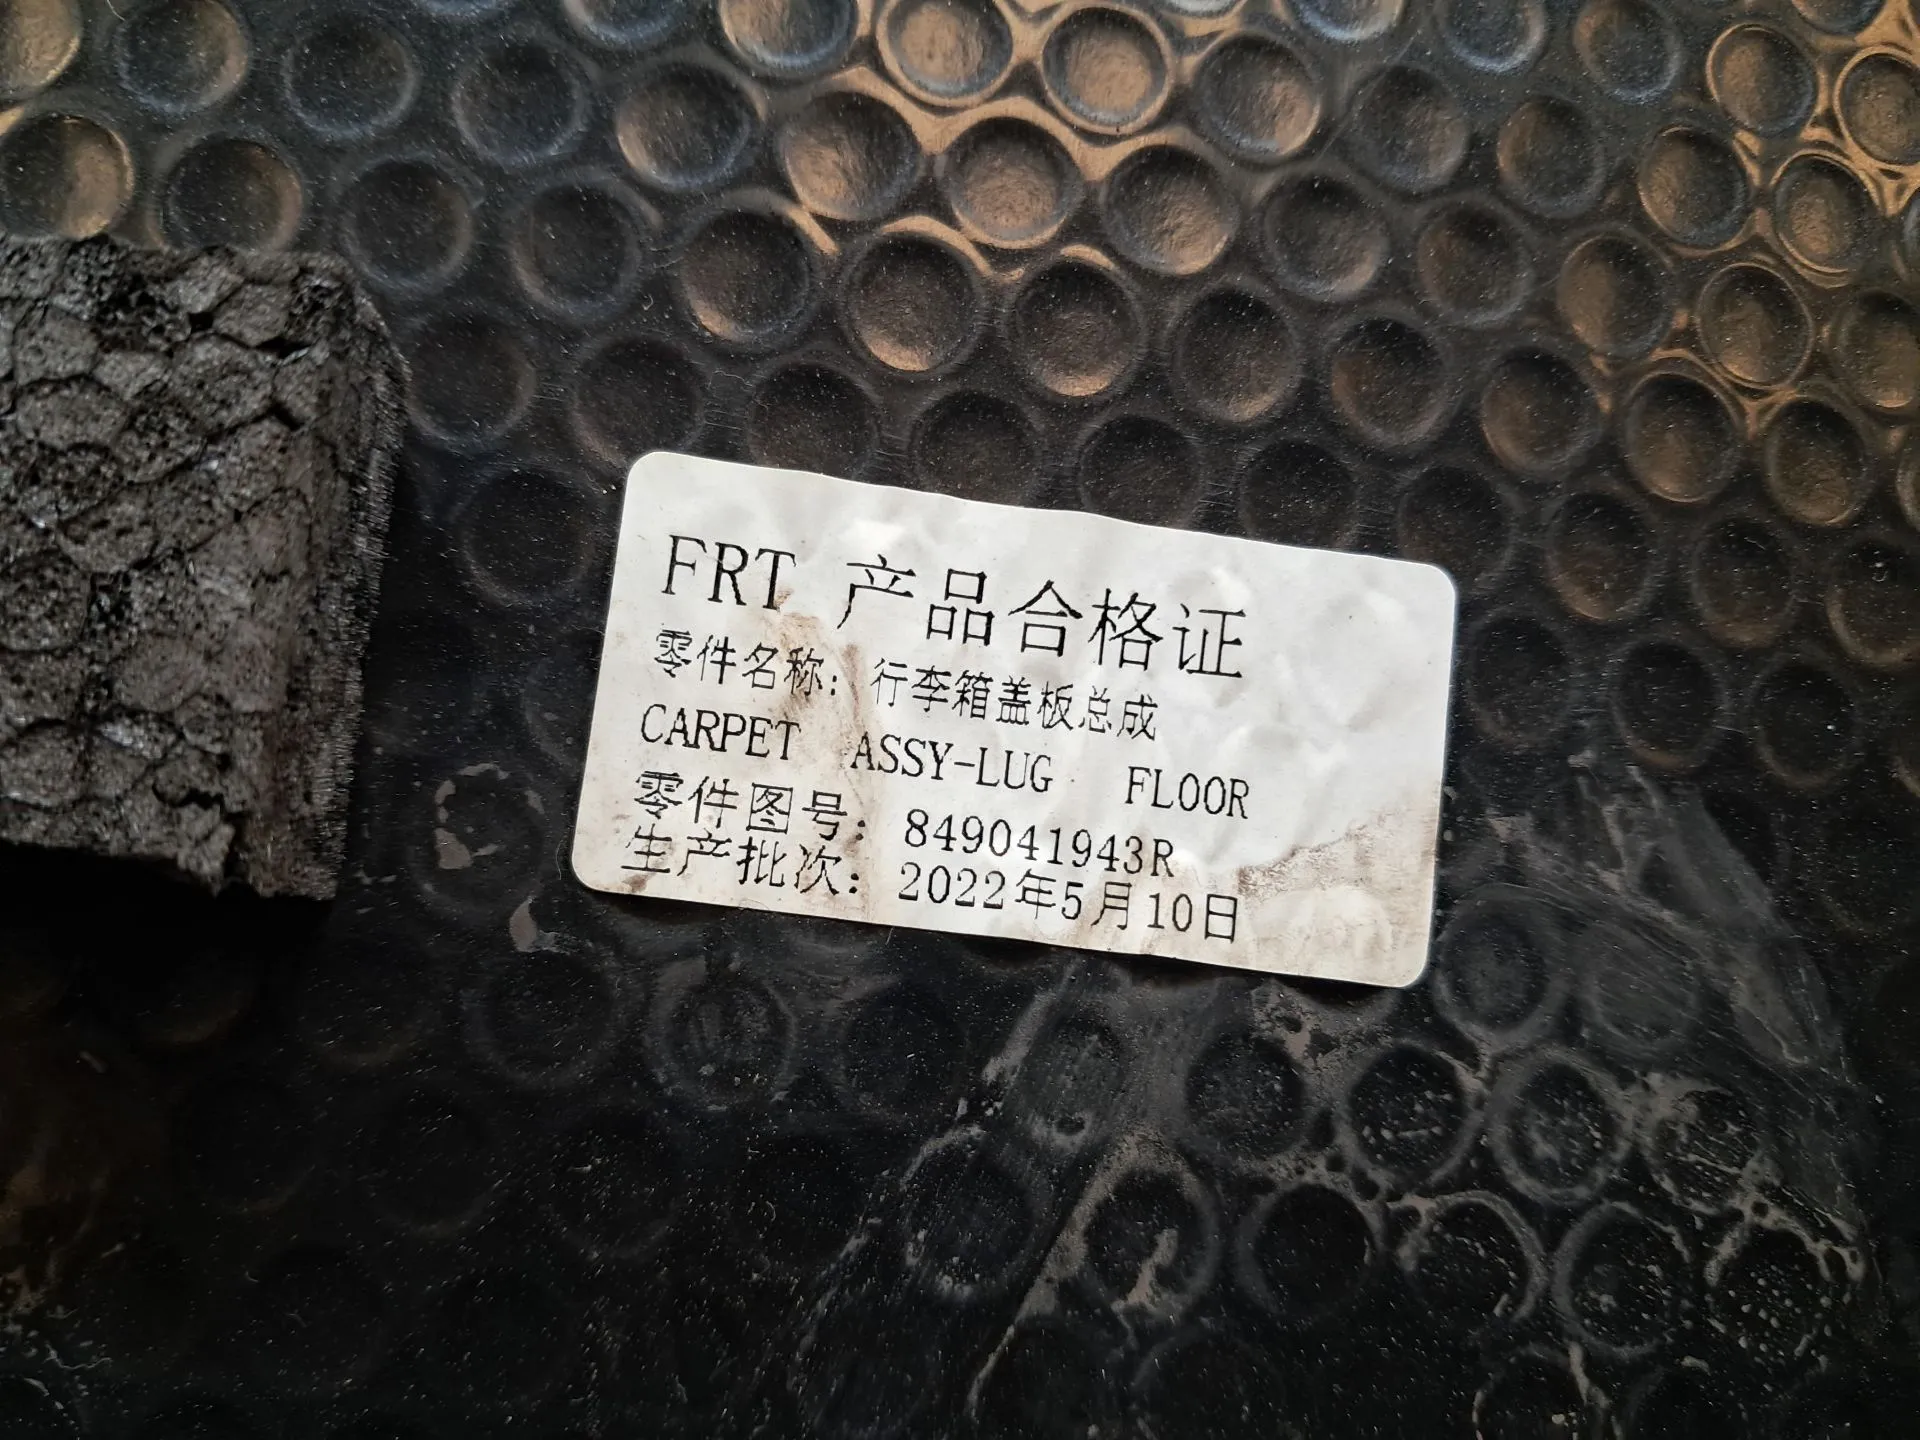 FRT 产品合格证
零件名称: 行李箱盖板总成
CARPET ASSY-LUG FLOOR
零件图号: 849041943R
生产批次: 2022年5月10日